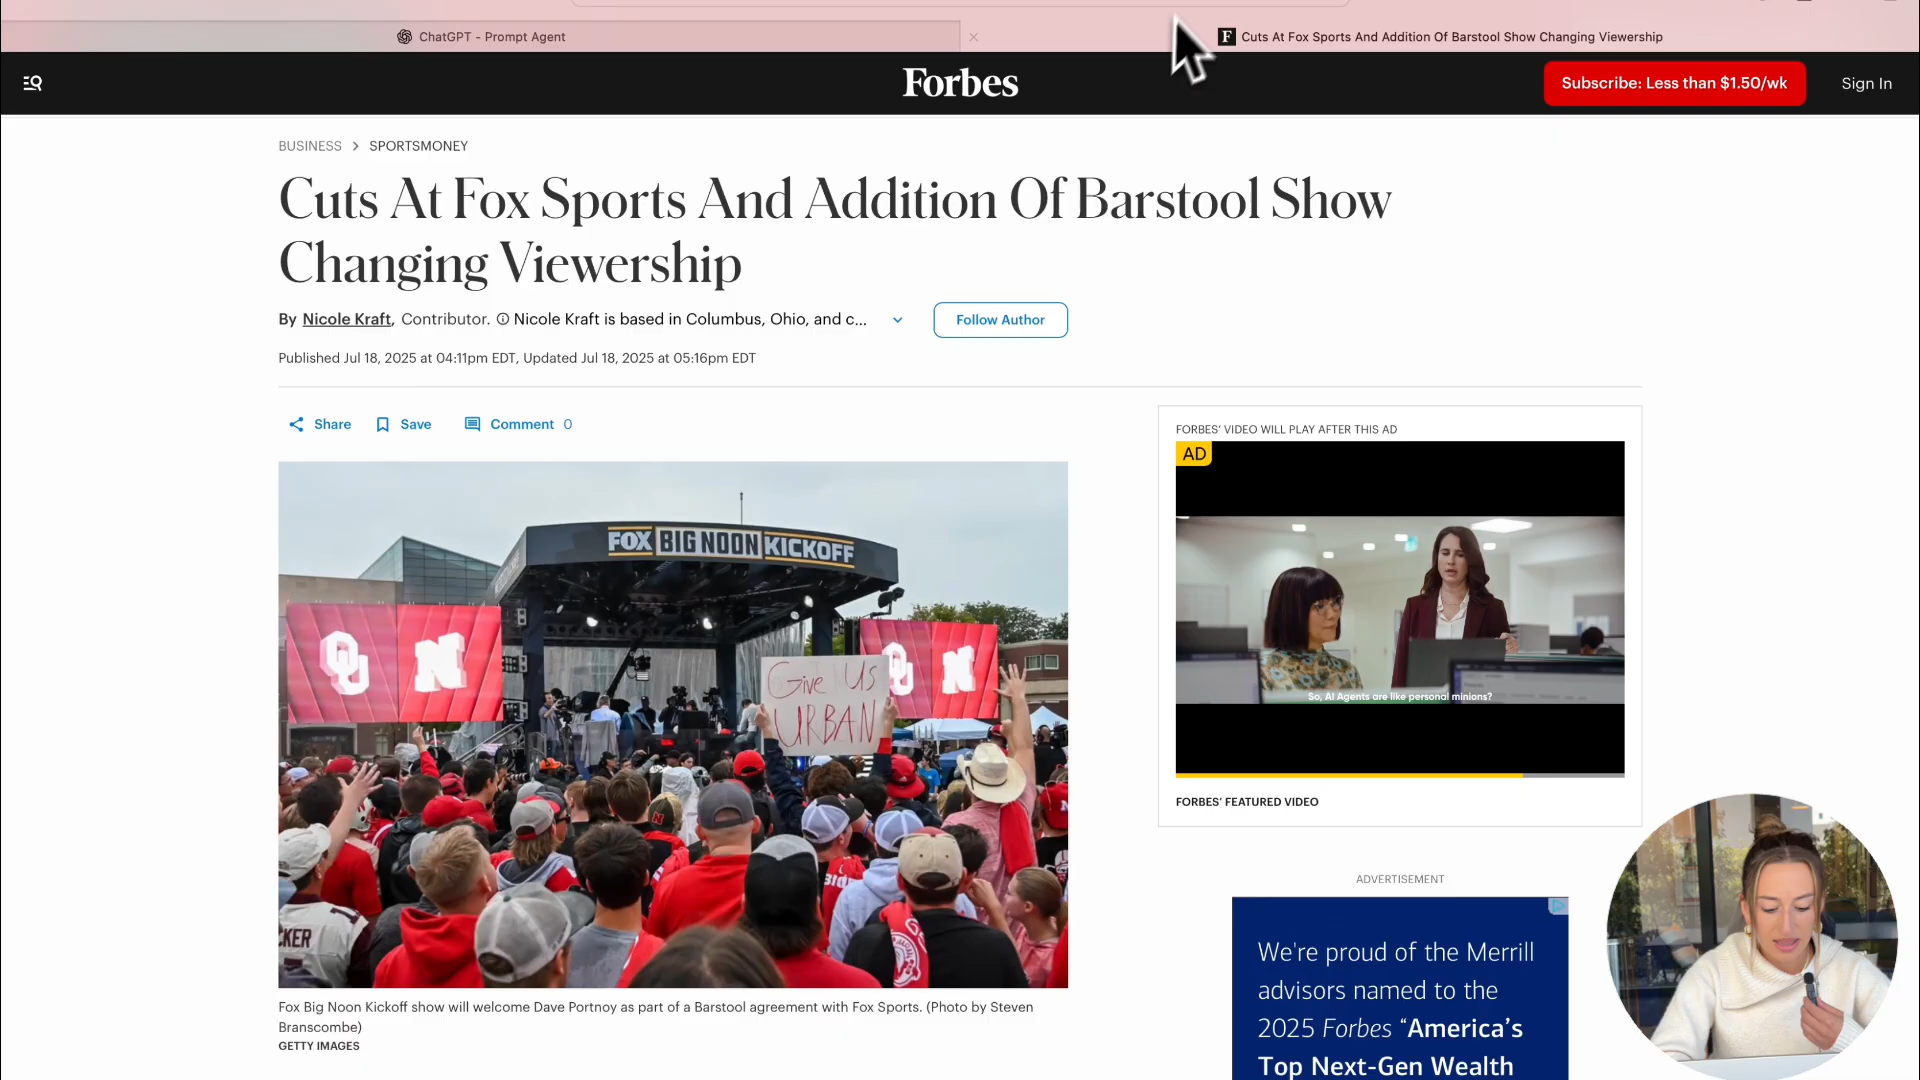 ChatGPT - Prompt Agent
Cuts At Fox Sports And Addition Of Barstool Show Changing Viewership
Forbes
Subscribe: Less than $1.50/wk
Sign In
BUSINESS > SPORTSMONEY
Cuts At Fox Sports And Addition Of Barstool Show
Changing Viewership
By Nicole Kraft, Contributor. Nicole Kraft is based in Columbus, Ohio, and c...
Follow Author
Published Jul 18, 2025 at 04:11pm EDT, Updated Jul 18, 2025 at 05:16pm EDT
Share
Save
Comment 0
FORBES' VIDEO WILL PLAY AFTER THIS AD
AD
So, AI Agents are like personal minions?
FORBES' FEATURED VIDEO
FOX BIG NOON KICKOFF
OU N
OU N
Give Us
URBAN
Fox Big Noon Kickoff show will welcome Dave Portnoy as part of a Barstool agreement with Fox Sports. (Photo by Steven
Branscombe)
GETTY IMAGES
ADVERTISEMENT
We're proud of the Merrill
advisors named to the
2025 Forbes “America's
Top Next-Gen Wealth